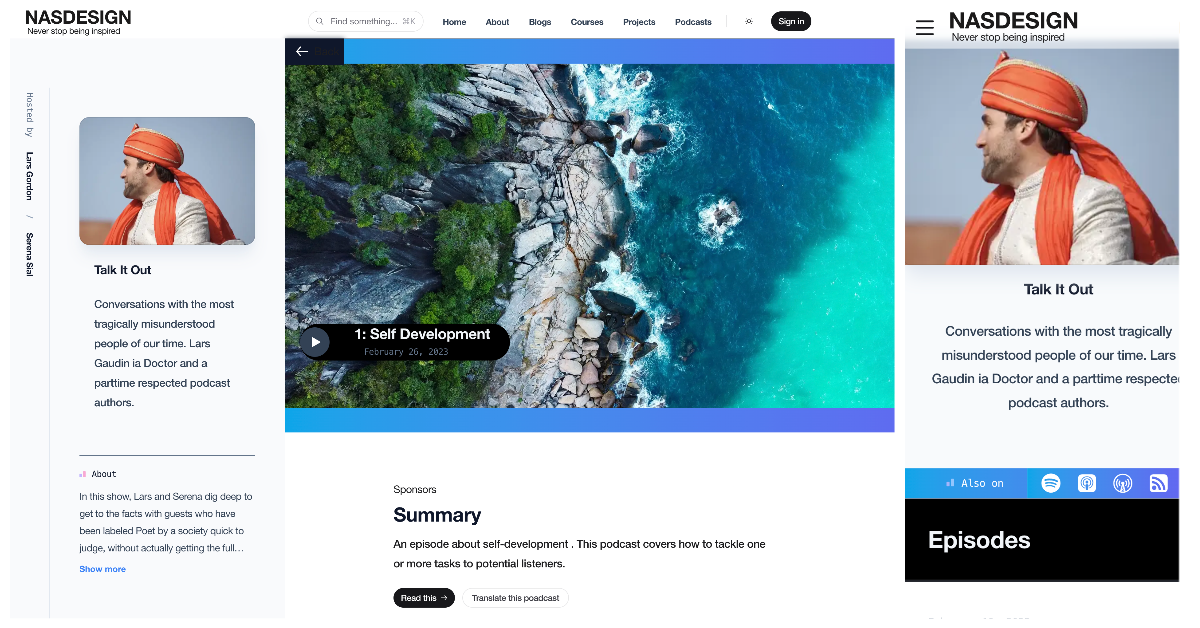 NASDESIGN
Never stop being inspired
Find something... ⌘K
Home
About
Blogs
Courses
Projects
Podcasts
Sign in
Hosted by Lars Gordon / Serena Sial
Talk It Out
Conversations with the most
tragically misunderstood
people of our time. Lars
Gaudin ia Doctor and a
parttime respected podcast
authors.
About
In this show, Lars and Serena dig deep to
get to the facts with guests who have
been labeled Poet by a society quick to
judge, without actually getting the full...
Show more
1: Self Development
February 26, 2023
Sponsors
Summary
An episode about self-development . This podcast covers how to tackle one
or more tasks to potential listeners.
Read this →
Translate this poadcast
NASDESIGN
Never stop being inspired
Talk It Out
Conversations with the most tragically
misunderstood people of our time. Lars
Gaudin ia Doctor and a parttime respected
podcast authors.
Also on
Episodes